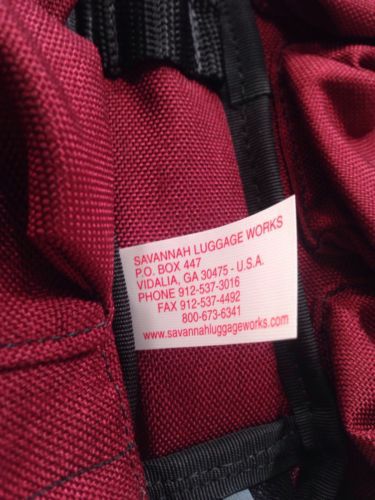 SAVANNAH LUGGAGE WORKS
P.O. BOX 447
VIDALIA, GA 30475 - U.S.A.
PHONE 912-537-3016
FAX 912-537-4492
800-673-6341
www.savannahluggageworks.com